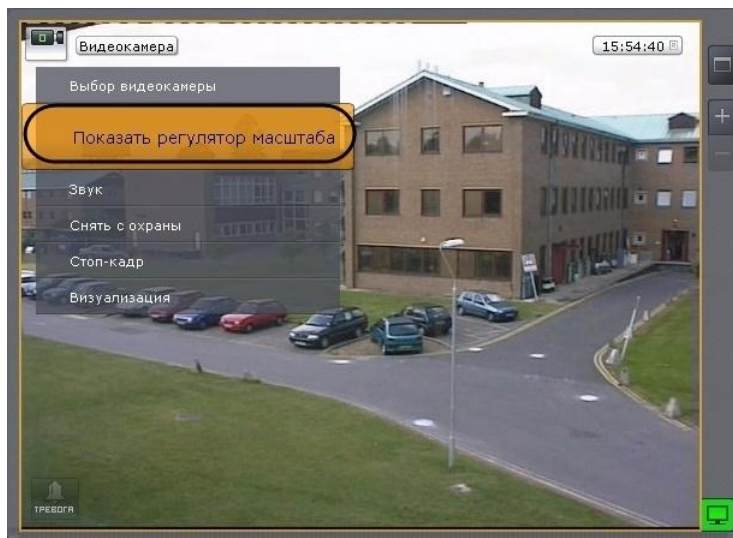 Видеокамера
15:54:40
Выбор видеокамеры
Показать регулятор масштаба
Звук
Снять с охраны
Стоп-кадр
Визуализация
ТРЕВОГА